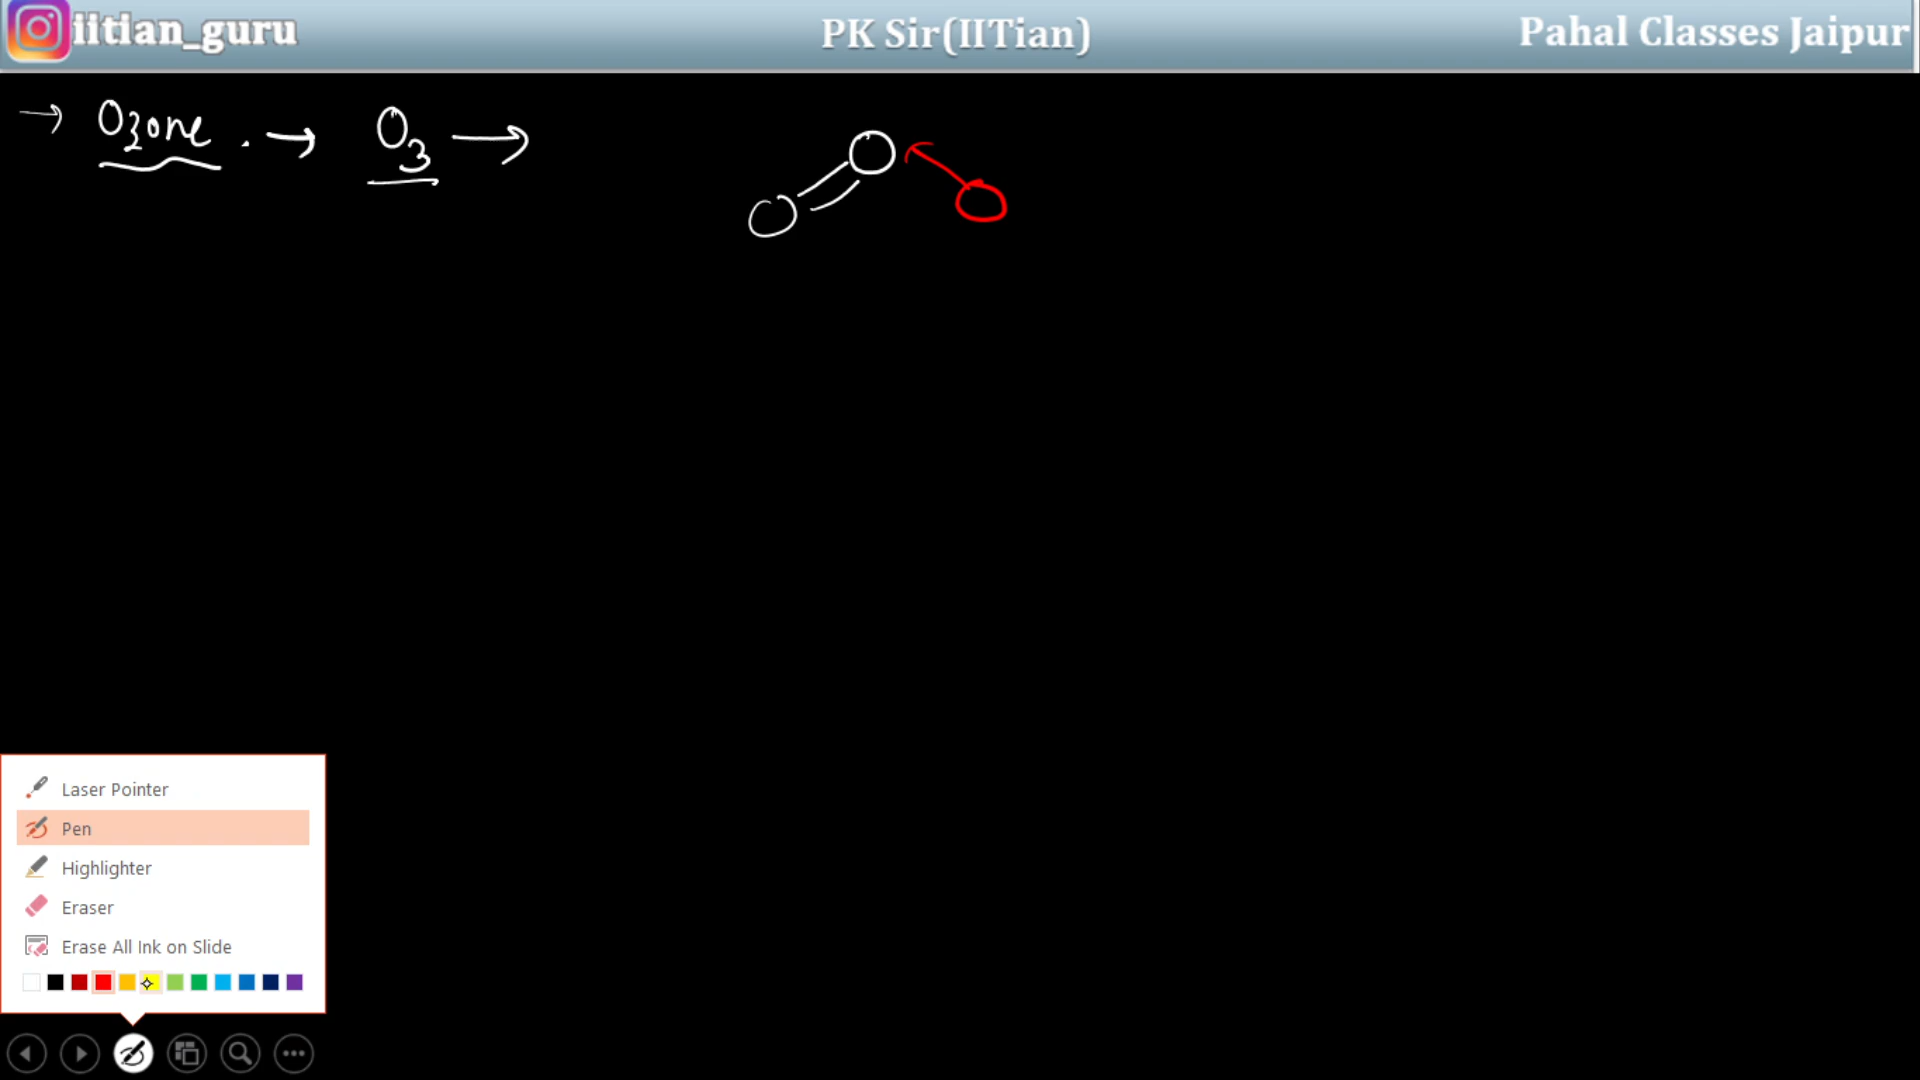 iitian_guru PK Sir(IITian) Pahal Classes Jaipur
→ Ozone. → O3 →
O=O←O
Laser Pointer
Pen
Highlighter
Eraser
Erase All Ink on Slide